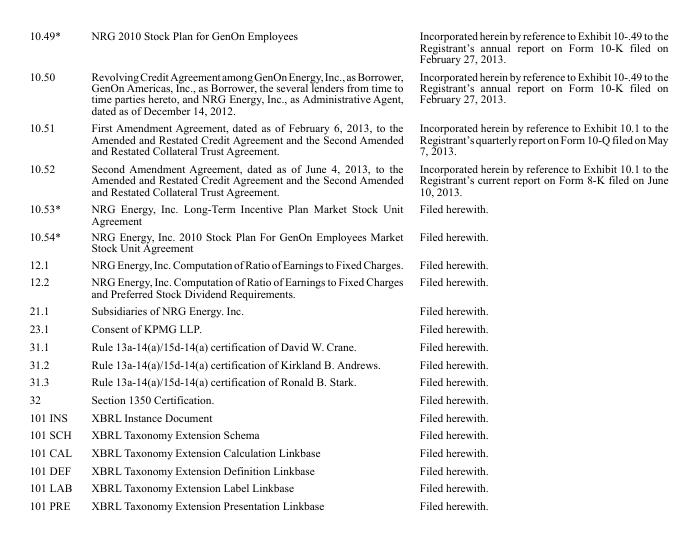 10.49* NRG 2010 Stock Plan for GenOn Employees Incorporated herein by reference to Exhibit 10-.49 to the
Registrant's annual report on Form 10-K filed on
February 27, 2013.
10.50 Revolving Credit Agreement among GenOn Energy, Inc., as Borrower, Incorporated herein by reference to Exhibit 10-.49 to the
GenOn Americas, Inc., as Borrower, the several lenders from time to Registrant's annual report on Form 10-K filed on
time parties hereto, and NRG Energy, Inc., as Administrative Agent, February 27, 2013.
dated as of December 14, 2012.
10.51 First Amendment Agreement, dated as of February 6, 2013, to the Incorporated herein by reference to Exhibit 10.1 to the
Amended and Restated Credit Agreement and the Second Amended Registrant's quarterly report on Form 10-Q filed on May
and Restated Collateral Trust Agreement. 7, 2013.
10.52 Second Amendment Agreement, dated as of June 4, 2013, to the Incorporated herein by reference to Exhibit 10.1 to the
Amended and Restated Credit Agreement and the Second Amended Registrant's current report on Form 8-K filed on June
and Restated Collateral Trust Agreement. 10, 2013.
10.53* NRG Energy, Inc. Long-Term Incentive Plan Market Stock Unit Filed herewith.
Agreement
10.54* NRG Energy, Inc. 2010 Stock Plan For GenOn Employees Market Filed herewith.
Stock Unit Agreement
12.1 NRG Energy, Inc. Computation of Ratio of Earnings to Fixed Charges. Filed herewith.
12.2 NRG Energy, Inc. Computation of Ratio of Earnings to Fixed Charges Filed herewith.
and Preferred Stock Dividend Requirements.
21.1 Subsidiaries of NRG Energy. Inc. Filed herewith.
23.1 Consent of KPMG LLP. Filed herewith.
31.1 Rule 13a-14(a)/15d-14(a) certification of David W. Crane. Filed herewith.
31.2 Rule 13a-14(a)/15d-14(a) certification of Kirkland B. Andrews. Filed herewith.
31.3 Rule 13a-14(a)/15d-14(a) certification of Ronald B. Stark. Filed herewith.
32 Section 1350 Certification. Filed herewith.
101 INS XBRL Instance Document Filed herewith.
101 SCH XBRL Taxonomy Extension Schema Filed herewith.
101 CAL XBRL Taxonomy Extension Calculation Linkbase Filed herewith.
101 DEF XBRL Taxonomy Extension Definition Linkbase Filed herewith.
101 LAB XBRL Taxonomy Extension Label Linkbase Filed herewith.
101 PRE XBRL Taxonomy Extension Presentation Linkbase Filed herewith.